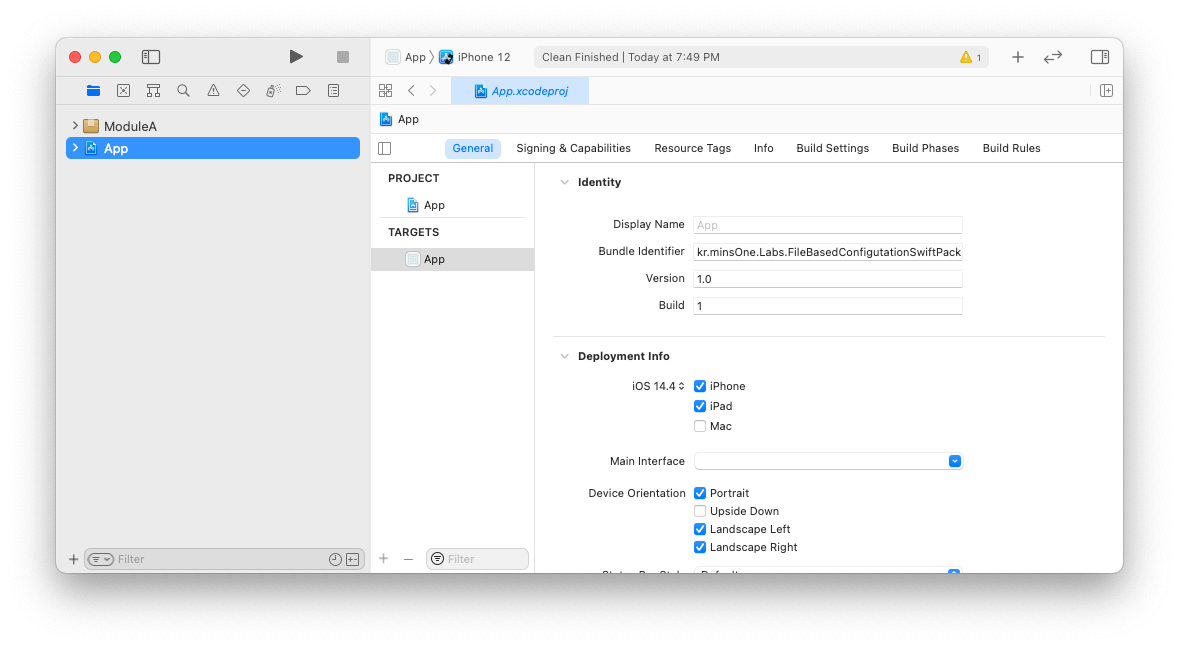 App
iPhone 12
Clean Finished | Today at 7:49 PM
1
App.xcodeproj
ModuleA
App
App
General
Signing & Capabilities
Resource Tags
Info
Build Settings
Build Phases
Build Rules
PROJECT
App
TARGETS
App
Identity
Display Name
App
Bundle Identifier
kr.minsOne.Labs.FileBasedConfigutationSwiftPack
Version
1.0
Build
1
Deployment Info
iOS 14.4
iPhone
iPad
Mac
Main Interface
Device Orientation
Portrait
Upside Down
Landscape Left
Landscape Right
Filter
Filter